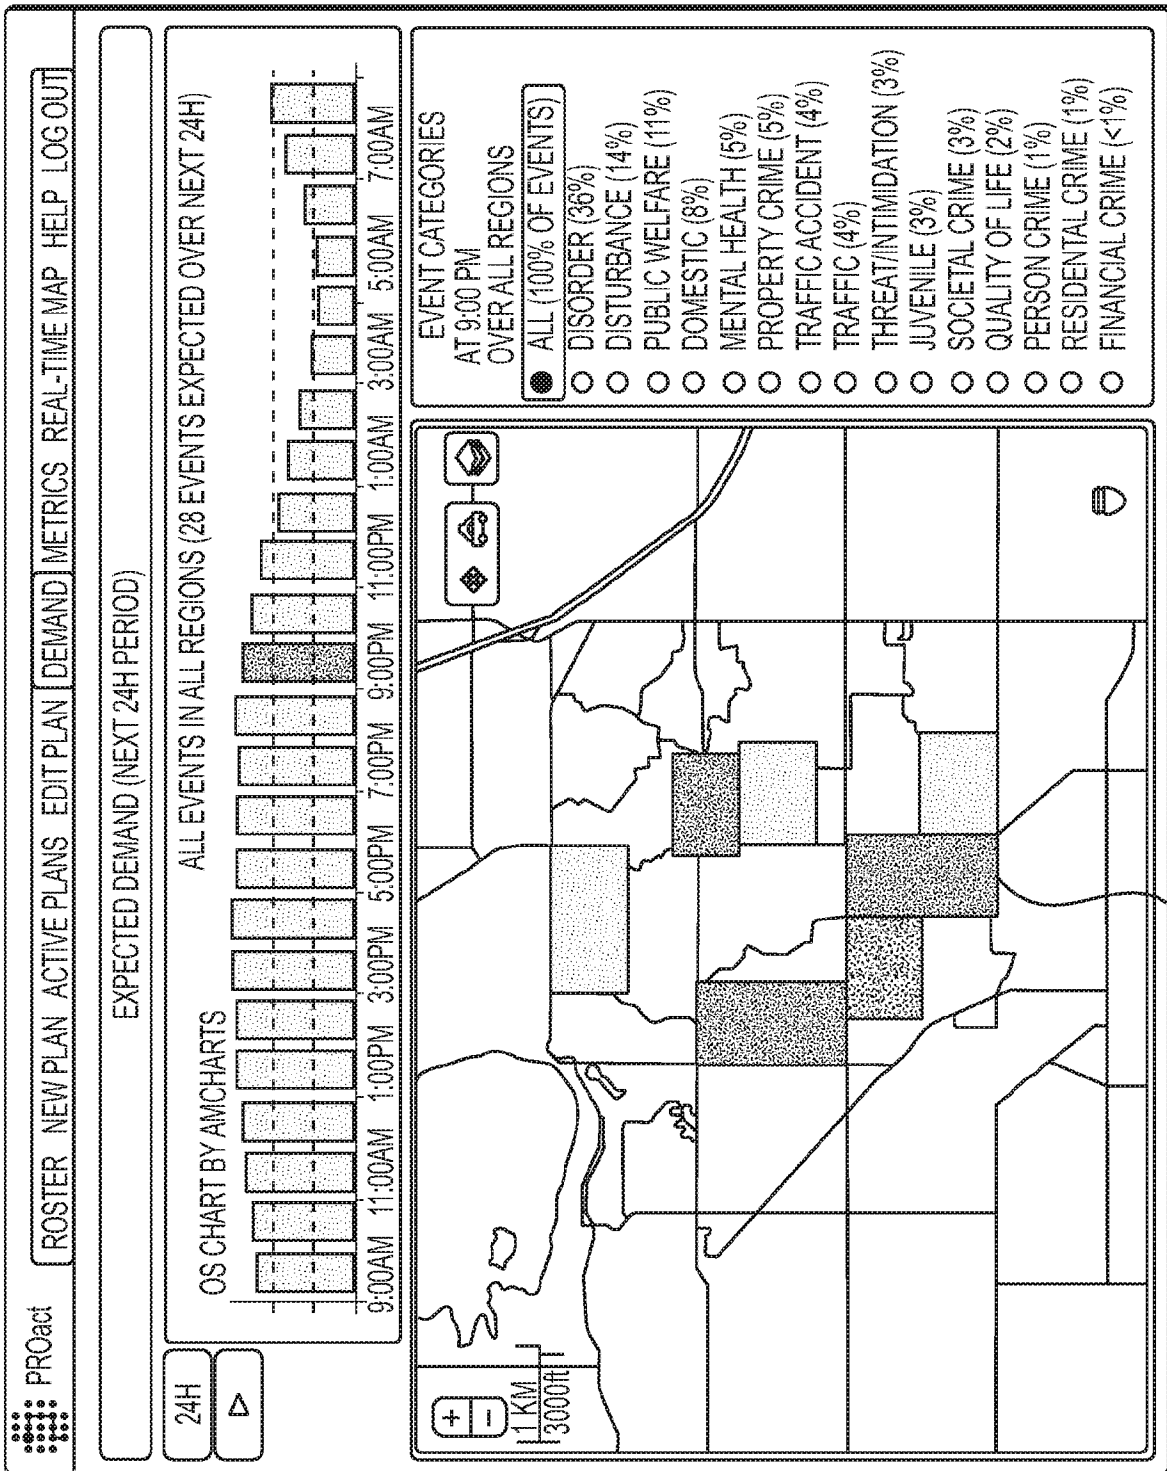 PROact
ROSTER NEW PLAN ACTIVE PLANS EDIT PLAN DEMAND METRICS REAL-TIME MAP HELP LOG OUT
EXPECTED DEMAND (NEXT 24H PERIOD)
24H
ALL EVENTS IN ALL REGIONS (28 EVENTS EXPECTED OVER NEXT 24H)
OS CHART BY AMCHARTS
9:00AM 11:00AM 1:00PM 3:00PM 5:00PM 7:00PM 9:00PM 11:00PM 1:00AM 3:00AM 5:00AM 7:00AM
+
−
1 KM
3000ft
EVENT CATEGORIES
AT 9:00 PM
OVER ALL REGIONS
ALL (100% OF EVENTS)
DISORDER (36%)
DISTURBANCE (14%)
PUBLIC WELFARE (11%)
DOMESTIC (8%)
MENTAL HEALTH (5%)
PROPERTY CRIME (5%)
TRAFFIC ACCIDENT (4%)
TRAFFIC (4%)
THREAT/INTIMIDATION (3%)
JUVENILE (3%)
SOCIETAL CRIME (3%)
QUALITY OF LIFE (2%)
PERSON CRIME (1%)
RESIDENTAL CRIME (1%)
FINANCIAL CRIME (<1%)